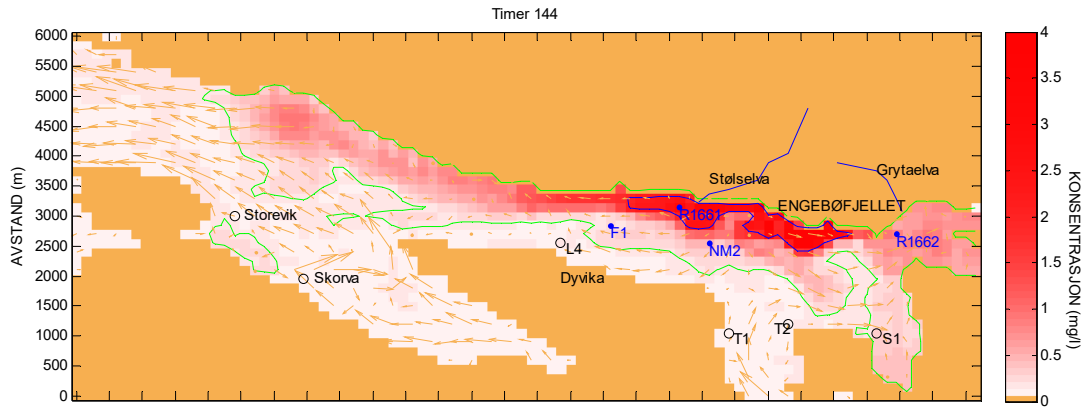 Timer 144
6000
5500
5000
4500
4000
3500
3000
2500
2000
1500
1000
500
0
AVSTAND (m)
Stølselva
Grytaelva
ENGEBØFJELLET
R1661
R1662
F1
NM2
L4
Dyvika
Storevik
Skorva
T1
T2
S1
4
3.5
3
2.5
2
1.5
1
0.5
0
KONSENTRASJON (mg/l)